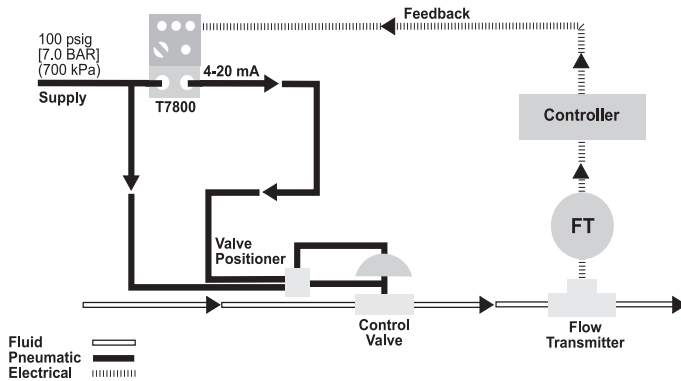 Feedback
100 psig
[7.0 BAR]
(700 kPa)
Supply
4-20 mA
T7800
Controller
FT
Valve
Positioner
Control
Valve
Flow
Transmitter
Fluid
Pneumatic
Electrical